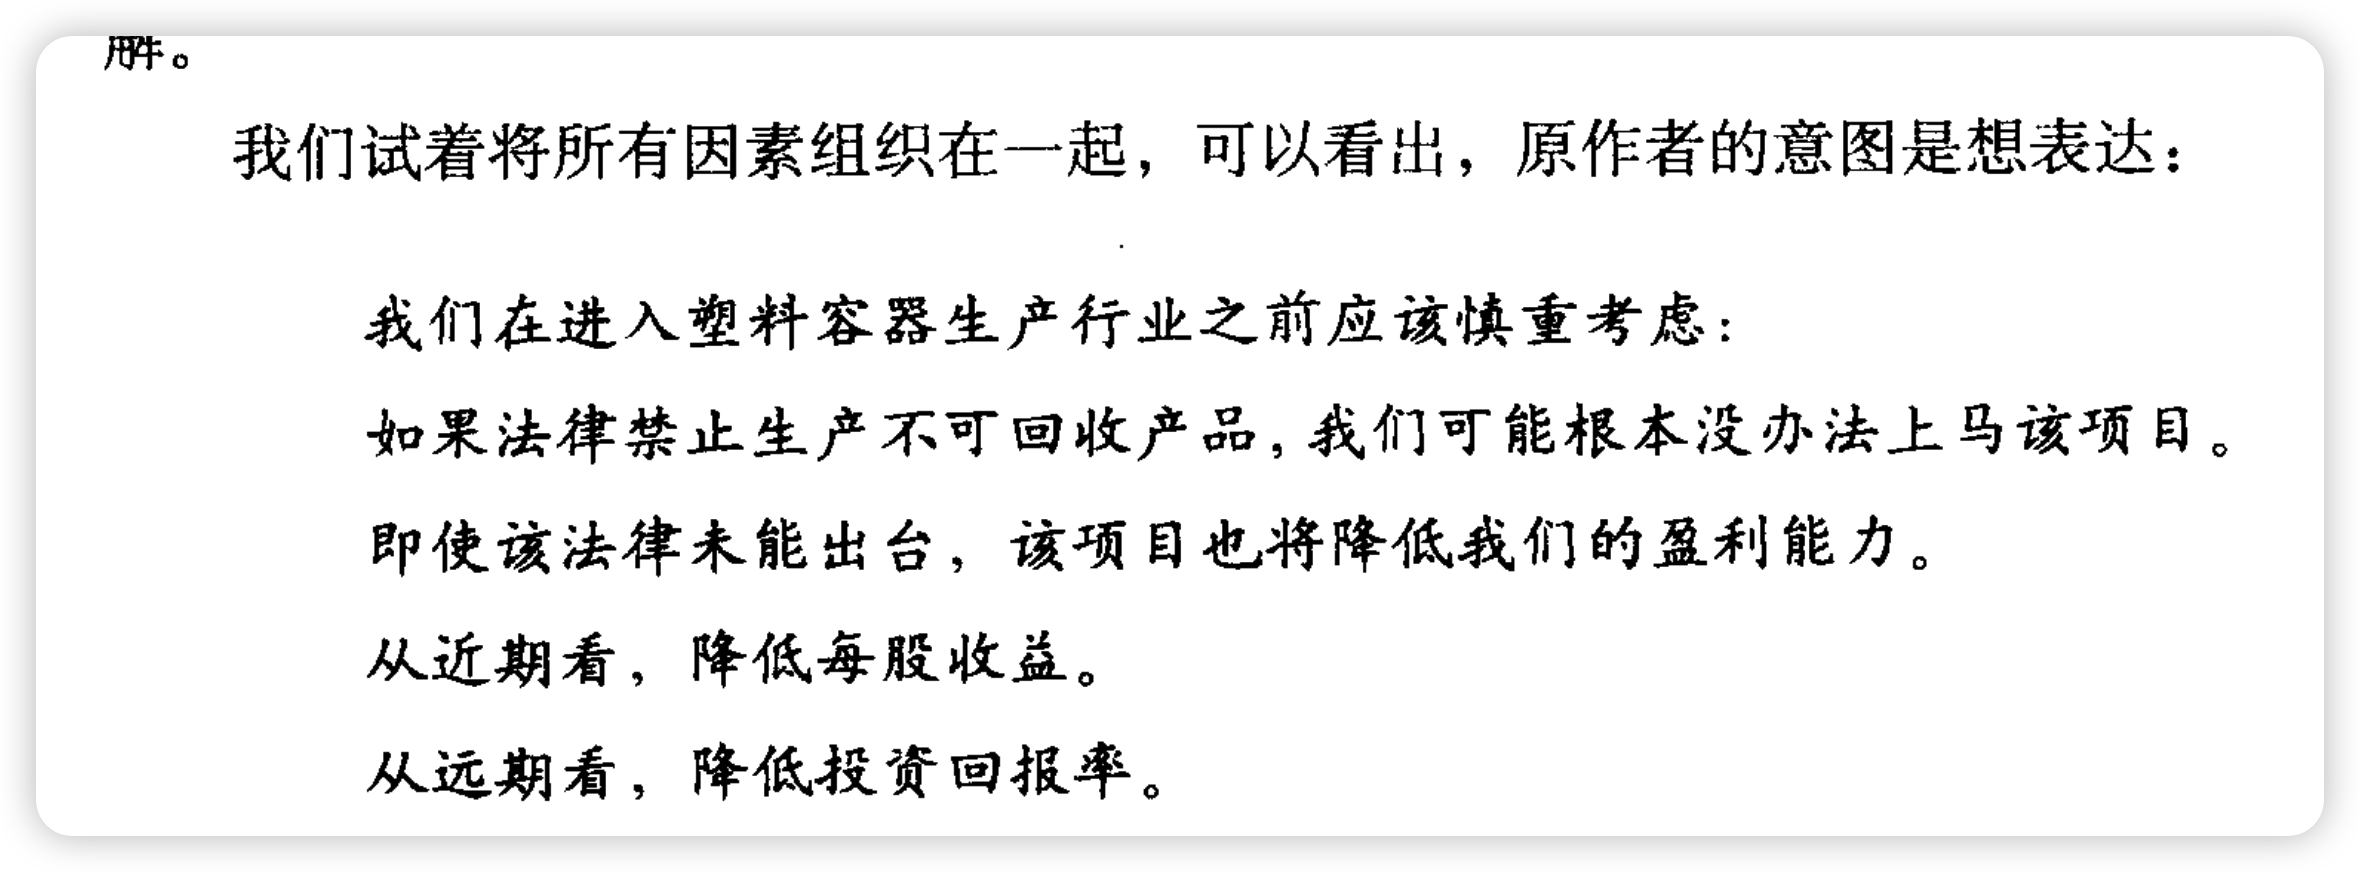 解。
我们试着将所有因素组织在一起，可以看出，原作者的意图是想表达：
我们在进入塑料容器生产行业之前应该慎重考虑：
如果法律禁止生产不可回收产品，我们可能根本没办法上马该项目。
即使该法律未能出台，该项目也将降低我们的盈利能力。
从近期看，降低每股收益。
从远期看，降低投资回报率。